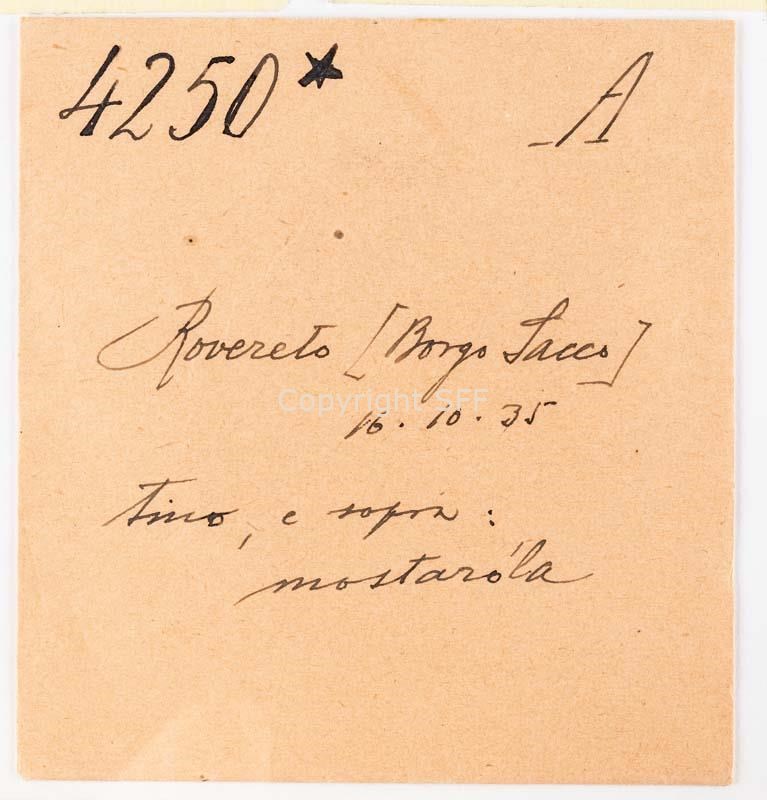 4250* A
Rovereto [Borgo Sacco]
Copyright SFF
16. 10. 35
tino, e sopra:
mostaróla